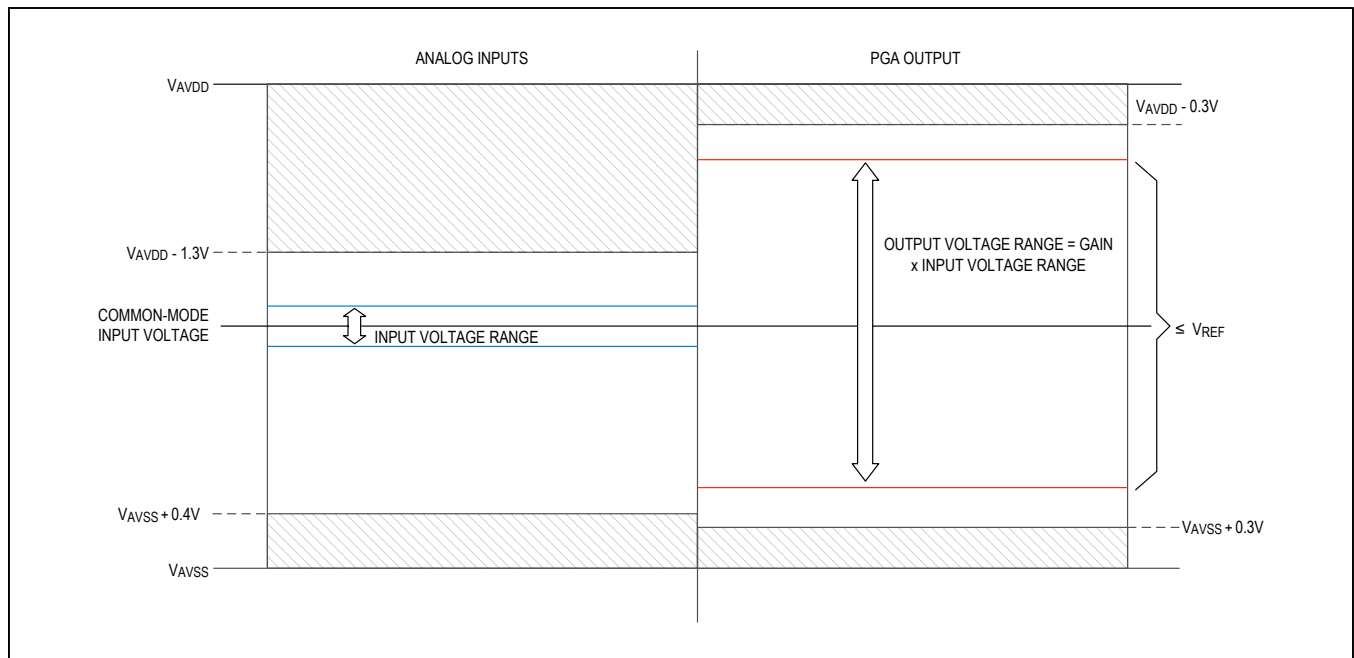 ANALOG INPUTS
PGA OUTPUT
VAVDD
VAVDD - 0.3V
VAVDD - 1.3V
OUTPUT VOLTAGE RANGE = GAIN
x INPUT VOLTAGE RANGE
COMMON-MODE
INPUT VOLTAGE
INPUT VOLTAGE RANGE
≤ VREF
VAVSS + 0.4V
VAVSS + 0.3V
VAVSS